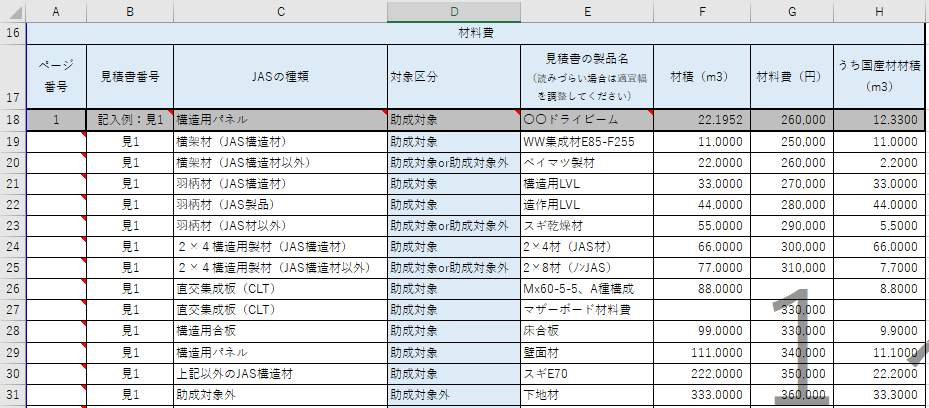 A B C D E F G H
16 材料費
17 ページ番号 見積書番号 JASの種類 対象区分 見積書の製品名（読みづらい場合は適宜幅を調整してください） 材積（m3） 材料費（円） うち国産材材積（m3）
18 1 記入例：見1 構造用パネル 助成対象 〇〇ドライビーム 22.1952 260,000 12.3300
19 見1 横架材（JAS構造材） 助成対象 WW集成材E85-F255 11.0000 250,000 11.0000
20 見1 横架材（JAS構造材以外） 助成対象or助成対象外 ベイマツ製材 22.0000 260,000 2.2000
21 見1 羽柄材（JAS構造材） 助成対象 構造用LVL 33.0000 270,000 33.0000
22 見1 羽柄材（JAS製品） 助成対象 造作用LVL 44.0000 280,000 44.0000
23 見1 羽柄材（JAS材以外） 助成対象or助成対象外 スギ乾燥材 55.0000 290,000 5.5000
24 見1 ２×４構造用製材（JAS構造材） 助成対象 2×4材（JAS材） 66.0000 300,000 66.0000
25 見1 ２×４構造用製材（JAS構造材以外） 助成対象or助成対象外 2×8材（ﾉﾝJAS） 77.0000 310,000 7.7000
26 見1 直交集成板（CLT） 助成対象 Mx60-5-5、A種構成 88.0000 8.8000
27 見1 直交集成板（CLT） 助成対象 マザーボード材料費 330,000
28 見1 構造用合板 助成対象 床合板 99.0000 330,000 9.9000
29 見1 構造用パネル 助成対象 壁面材 111.0000 340,000 11.1000
30 見1 上記以外のJAS構造材 助成対象 スギE70 222.0000 350,000 22.2000
31 見1 助成対象外 助成対象外 下地材 333.0000 360,000 33.3000
1